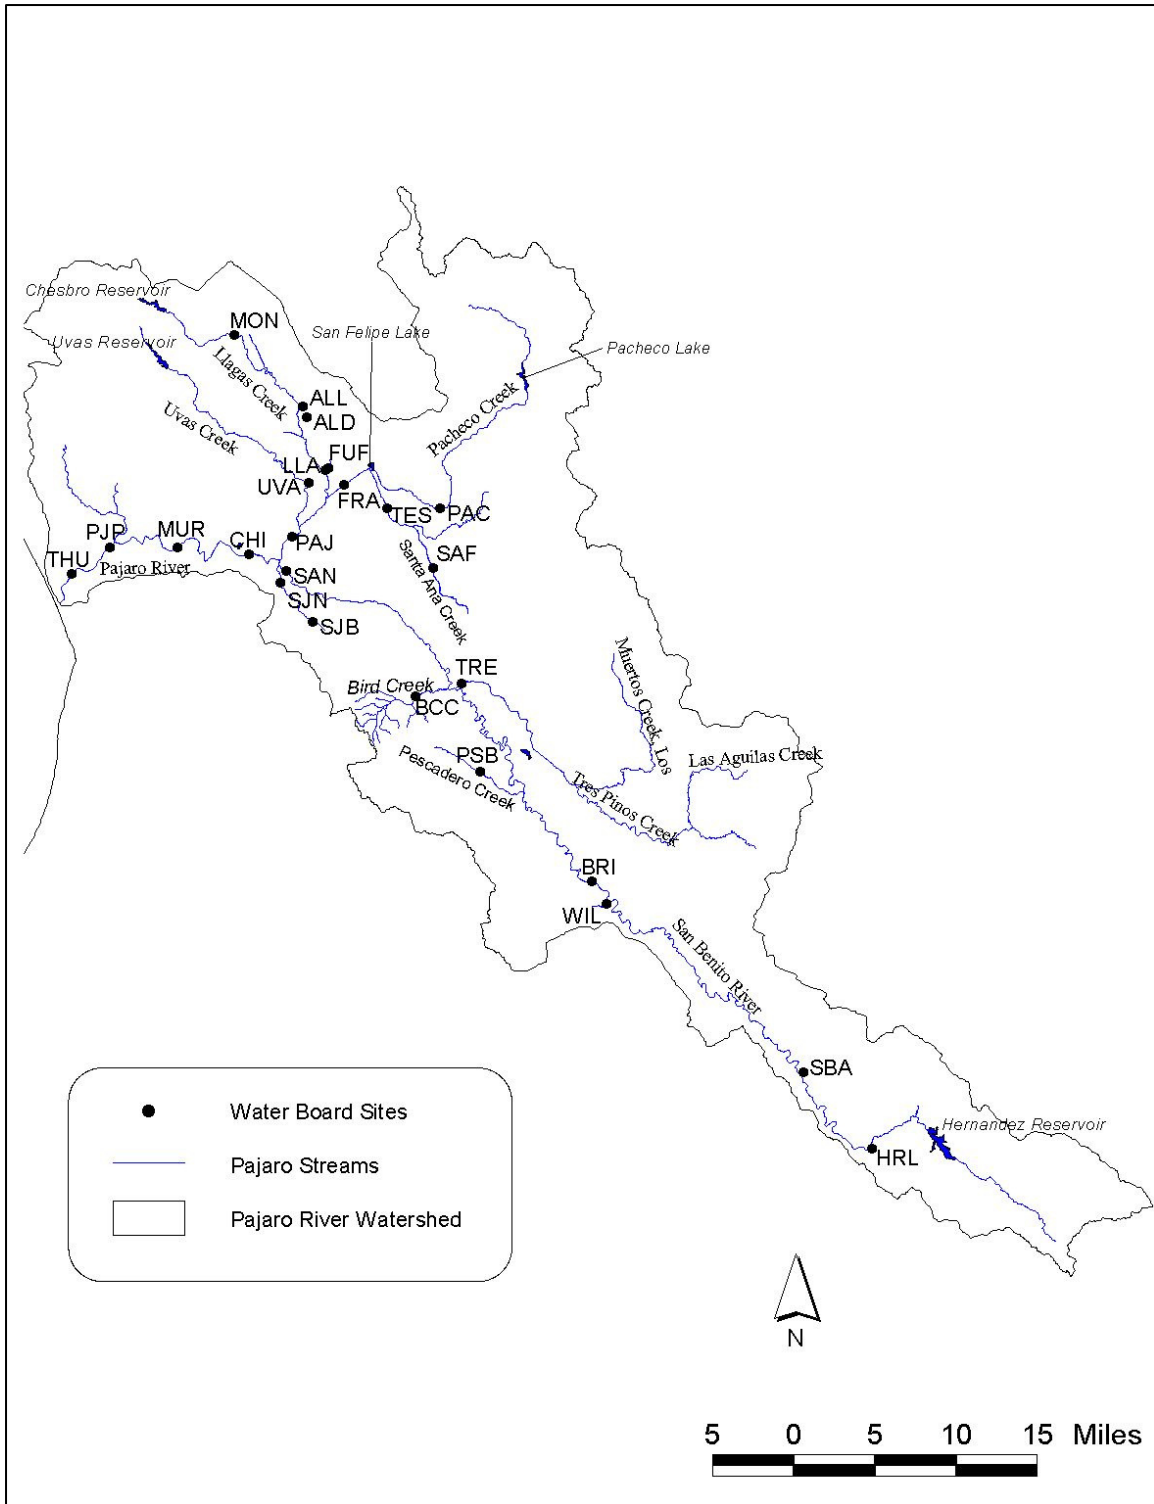 Chesbro Reservoir
MON
San Felipe Lake
Uvas Reservoir
Pacheco Lake
Llagas Creek
ALL
ALD
Pacheco Creek
Uvas Creek
FUF
LLA
UVA
FRA
TES
PAC
PJP
MUR
CHI
PAJ
THU
Pajaro River
SAN
SAF
Santa Ana Creek
SJN
SJB
Muertos Creek, Los
TRE
Bird Creek
BCC
PSB
Pescadero Creek
Las Aguilas Creek
Tres Pinos Creek
BRI
WIL
San Benito River
SBA
Hernandez Reservoir
HRL
Water Board Sites
Pajaro Streams
Pajaro River Watershed
N
5 0 5 10 15 Miles